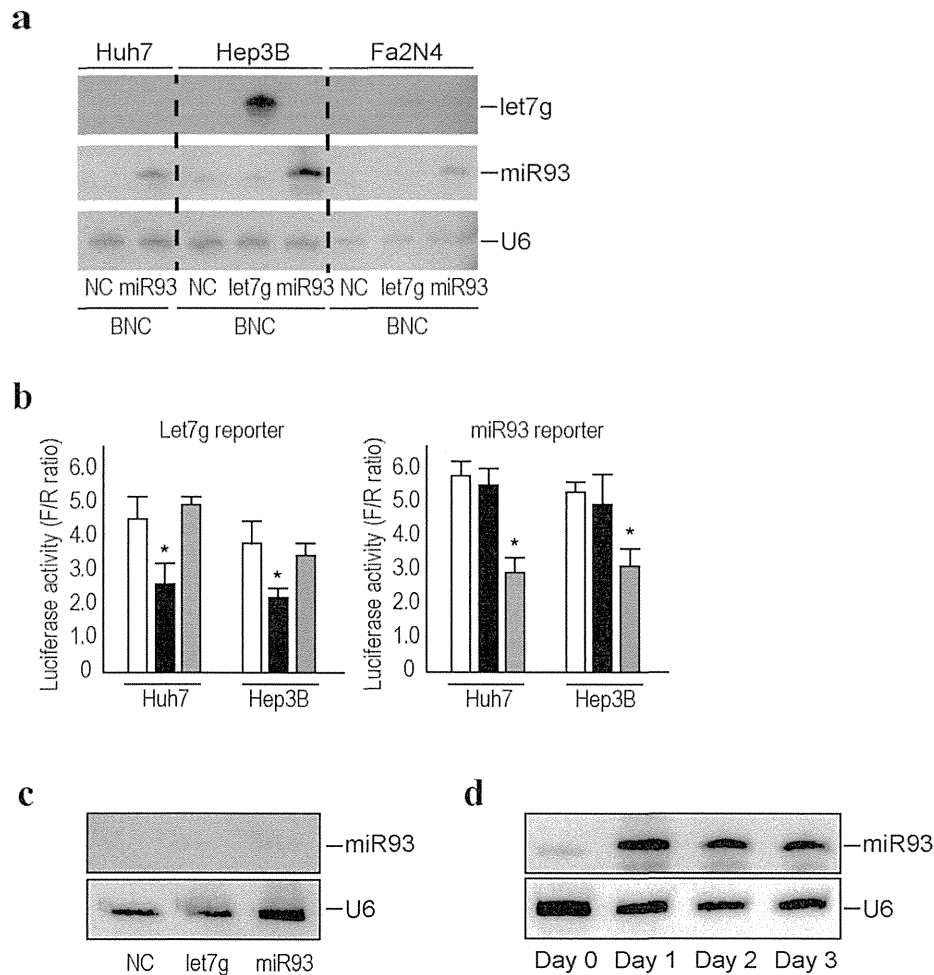 a
Huh7 Hep3B Fa2N4
let7g
miR93
U6
NC miR93 NC let7g miR93 NC let7g miR93
BNC BNC BNC
b
Let7g reporter
Luciferase activity (F/R ratio)
6.0
5.0
4.0
3.0
2.0
1.0
0
* *
Huh7 Hep3B
miR93 reporter
Luciferase activity (F/R ratio)
6.0
5.0
4.0
3.0
2.0
1.0
0
* *
Huh7 Hep3B
c
miR93
U6
NC let7g miR93
d
miR93
U6
Day 0 Day 1 Day 2 Day 3